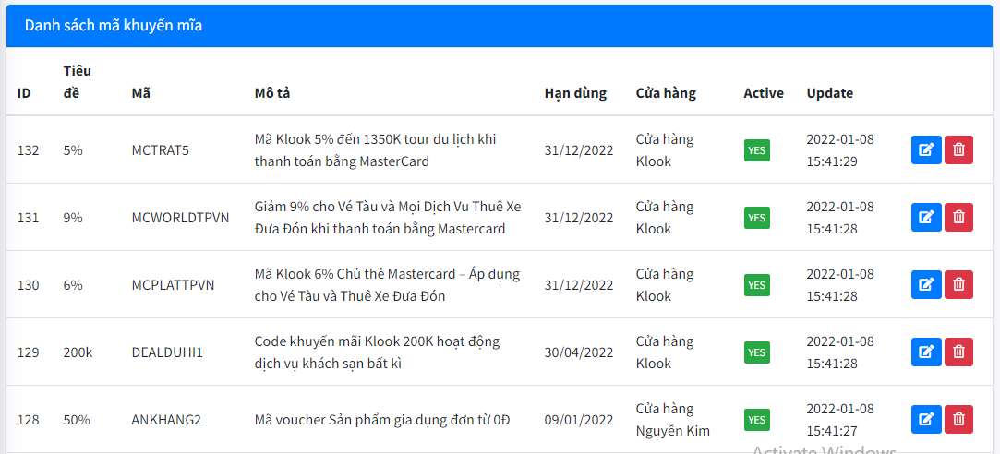 Danh sách mã khuyến mĩa
ID Tiêu đề Mã Mô tả Hạn dùng Cửa hàng Active Update
132 5% MCTRAT5 Mã Klook 5% đến 1350K tour du lịch khi 31/12/2022 Cửa hàng YES 2022-01-08
thanh toán bằng MasterCard Klook 15:41:29
131 9% MCWORLDTPVN Giảm 9% cho Vé Tàu và Mọi Dịch Vu Thuê Xe 31/12/2022 Cửa hàng YES 2022-01-08
Đưa Đón khi thanh toán bằng Mastercard Klook 15:41:28
130 6% MCPLATTPVN Mã Klook 6% Chủ thẻ Mastercard – Áp dụng 31/12/2022 Cửa hàng YES 2022-01-08
cho Vé Tàu và Thuê Xe Đưa Đón Klook 15:41:28
129 200k DEALDUHI1 Code khuyến mãi Klook 200K hoạt động 30/04/2022 Cửa hàng YES 2022-01-08
dịch vụ khách sạn bất kì Klook 15:41:28
128 50% ANKHANG2 Mã voucher Sản phẩm gia dụng đơn từ 0Đ 09/01/2022 Cửa hàng YES 2022-01-08
Nguyễn Kim 15:41:27
Activate Windows